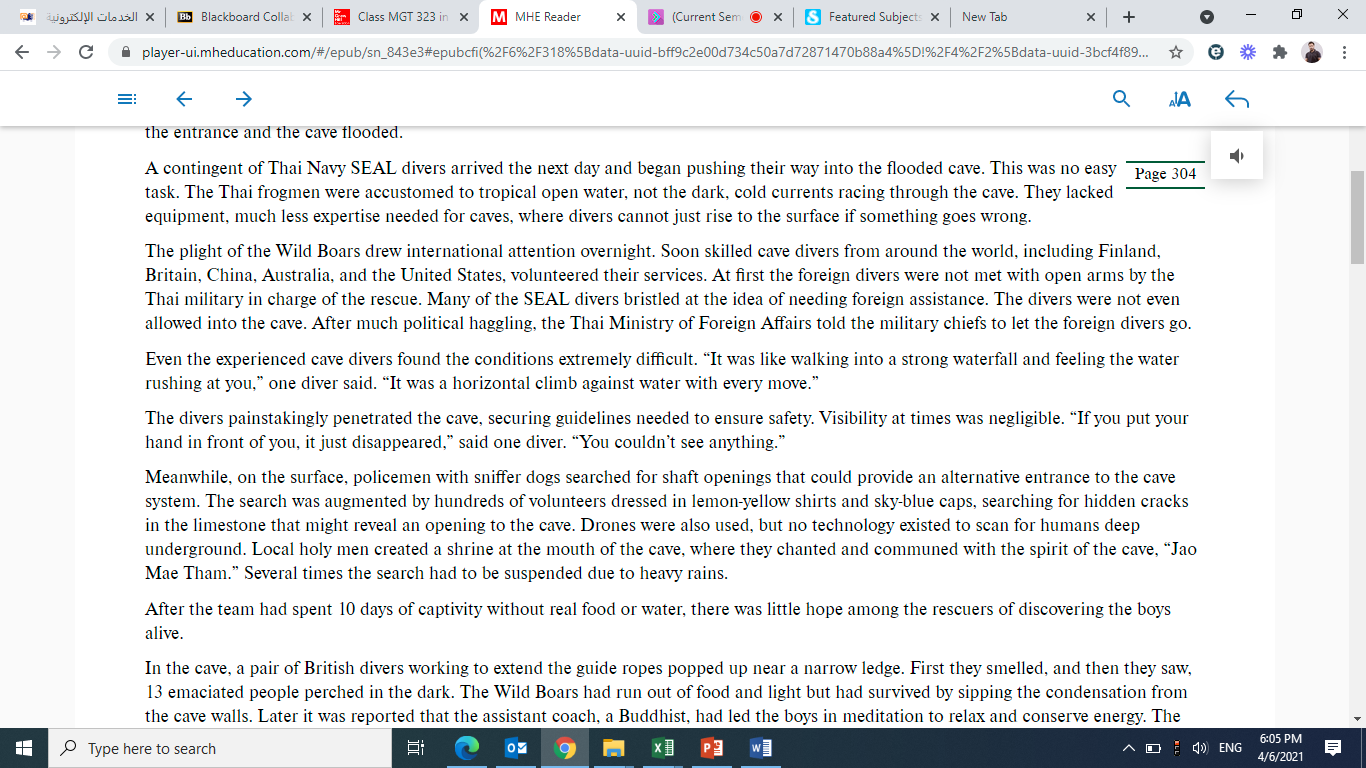 الخدمات الإلكترونية
Blackboard Collab
Class MGT 323 in
MHE Reader
(Current Sem
Featured Subjects
New Tab
player-ui.mheducation.com/#/epub/sn_843e3#epubcfi(%2F6%2F318%5Bdata-uuid-bff9c2e00d734c50a7d72871470b88a4%5D!%2F4%2F2%5Bdata-uuid-3bcf4f89...
the entrance and the cave flooded.
A contingent of Thai Navy SEAL divers arrived the next day and began pushing their way into the flooded cave. This was no easy
Page 304
task. The Thai frogmen were accustomed to tropical open water, not the dark, cold currents racing through the cave. They lacked
equipment, much less expertise needed for caves, where divers cannot just rise to the surface if something goes wrong.
The plight of the Wild Boars drew international attention overnight. Soon skilled cave divers from around the world, including Finland,
Britain, China, Australia, and the United States, volunteered their services. At first the foreign divers were not met with open arms by the
Thai military in charge of the rescue. Many of the SEAL divers bristled at the idea of needing foreign assistance. The divers were not even
allowed into the cave. After much political haggling, the Thai Ministry of Foreign Affairs told the military chiefs to let the foreign divers go.
Even the experienced cave divers found the conditions extremely difficult. “It was like walking into a strong waterfall and feeling the water
rushing at you,” one diver said. “It was a horizontal climb against water with every move.”
The divers painstakingly penetrated the cave, securing guidelines needed to ensure safety. Visibility at times was negligible. “If you put your
hand in front of you, it just disappeared,” said one diver. “You couldn’t see anything.”
Meanwhile, on the surface, policemen with sniffer dogs searched for shaft openings that could provide an alternative entrance to the cave
system. The search was augmented by hundreds of volunteers dressed in lemon-yellow shirts and sky-blue caps, searching for hidden cracks
in the limestone that might reveal an opening to the cave. Drones were also used, but no technology existed to scan for humans deep
underground. Local holy men created a shrine at the mouth of the cave, where they chanted and communed with the spirit of the cave, “Jao
Mae Tham.” Several times the search had to be suspended due to heavy rains.
After the team had spent 10 days of captivity without real food or water, there was little hope among the rescuers of discovering the boys
alive.
In the cave, a pair of British divers working to extend the guide ropes popped up near a narrow ledge. First they smelled, and then they saw,
13 emaciated people perched in the dark. The Wild Boars had run out of food and light but had survived by sipping the condensation from
the cave walls. Later it was reported that the assistant coach, a Buddhist, had led the boys in meditation to relax and conserve energy. The
Type here to search
ENG
6:05 PM
4/6/2021